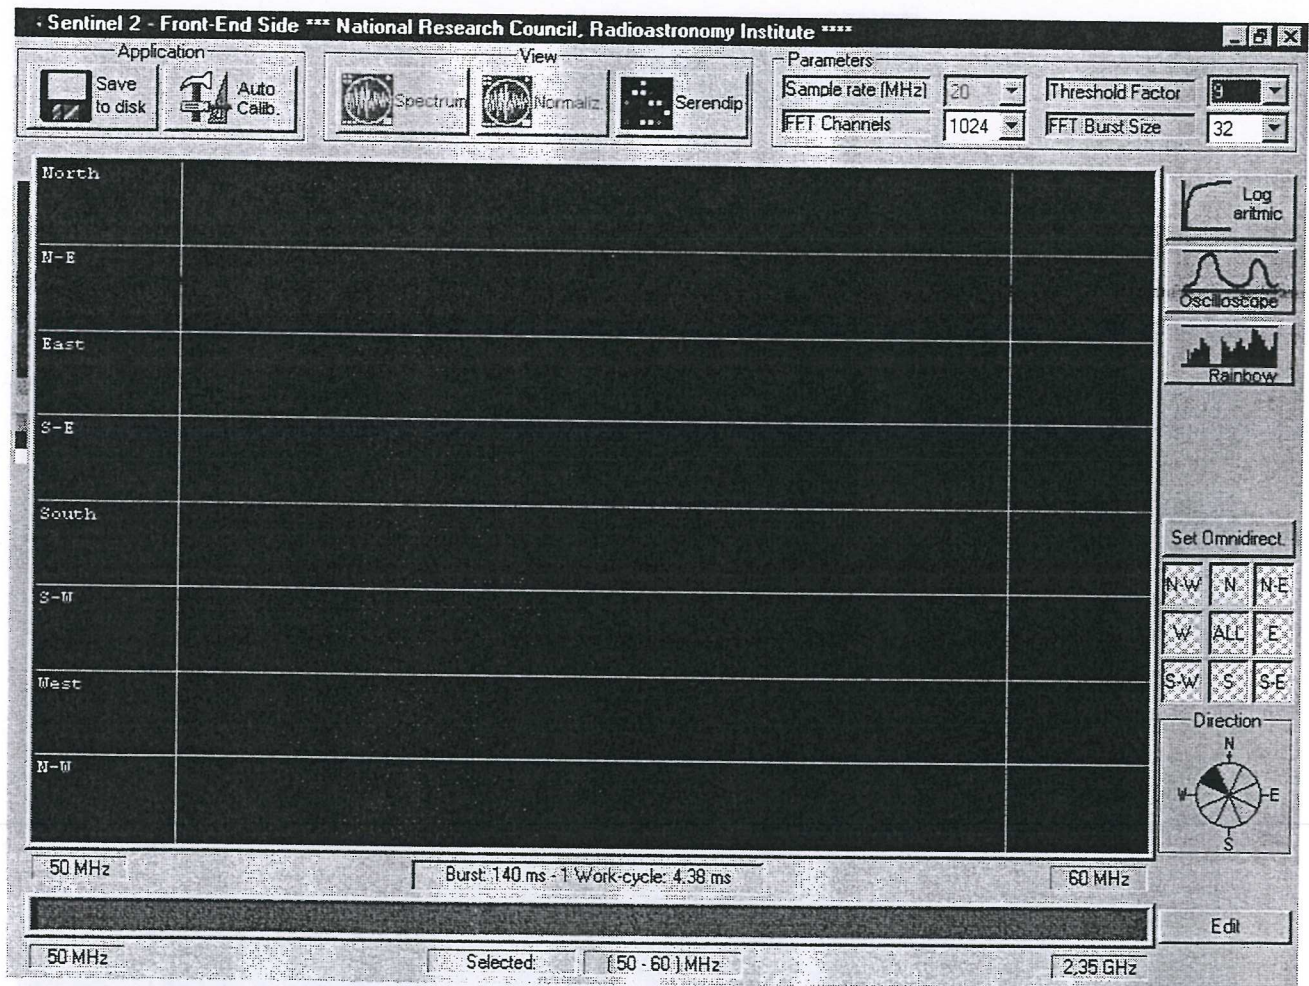 Sentinel 2 - Front-End Side *** National Research Council, Radioastronomy Institute ****
Application
View
Parameters
Save
to disk
Auto
Calib.
Spectrum
Normaliz
Serendip
Sample rate (MHz)
20
Threshold Factor
9
FFT Channels
1024
FFT Burst Size
32
North
N-E
East
S-E
South
S-W
West
N-W
Log
aritmic
Oscilloscope
Rainbow
Set Omnidirect.
N-W N N-E
W ALL E
S-W S S-E
Direction
N
W E
S
50 MHz
Burst: 140 ms - 1 Work-cycle: 4.38 ms
60 MHz
Edit
50 MHz
Selected:
( 50 - 60 ) MHz
2,35 GHz